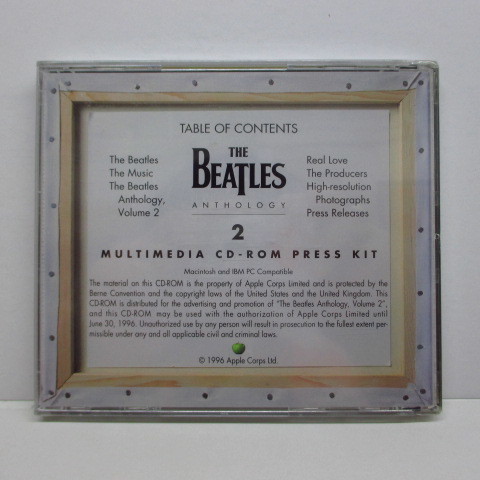 TABLE OF CONTENTS
The Beatles
The Music
The Beatles
Anthology,
Volume 2
THE
BEATLES
ANTHOLOGY
Real Love
The Producers
High-resolution
Photographs
Press Releases
2
MULTIMEDIA CD-ROM PRESS KIT
Macintosh and IBM PC Compatible
The material on this CD-ROM is the property of Apple Corps Limited and is protected by the
Berne Convention and the copyright laws of the United States and the United Kingdom. This
CD-ROM is distributed for the advertising and promotion of "The Beatles Anthology, Volume 2",
and this CD-ROM may be used with the authorization of Apple Corps Limited until
June 30, 1996. Unauthorized use by any person will result in prosecution to the fullest extent per-
missible under any and all applicable civil and criminal laws.
© 1996 Apple Corps Ltd.